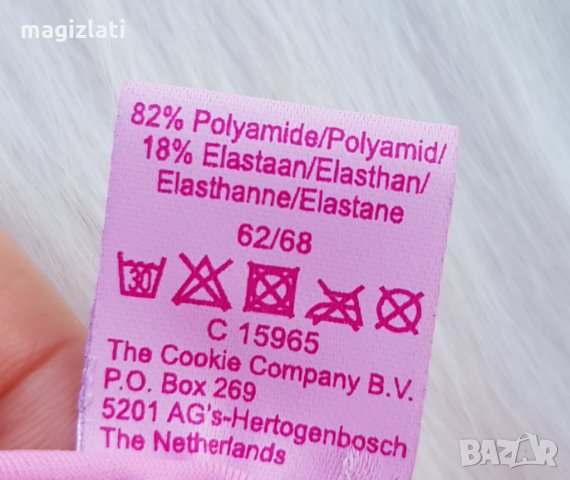 magizlati
82% Polyamide/Polyamid/
18% Elastaan/Elasthan/
Elasthanne/Elastane
62/68
30
C 15965
The Cookie Company B.V.
P.O. Box 269
5201 AG's-Hertogenbosch
The Netherlands
BAZAR